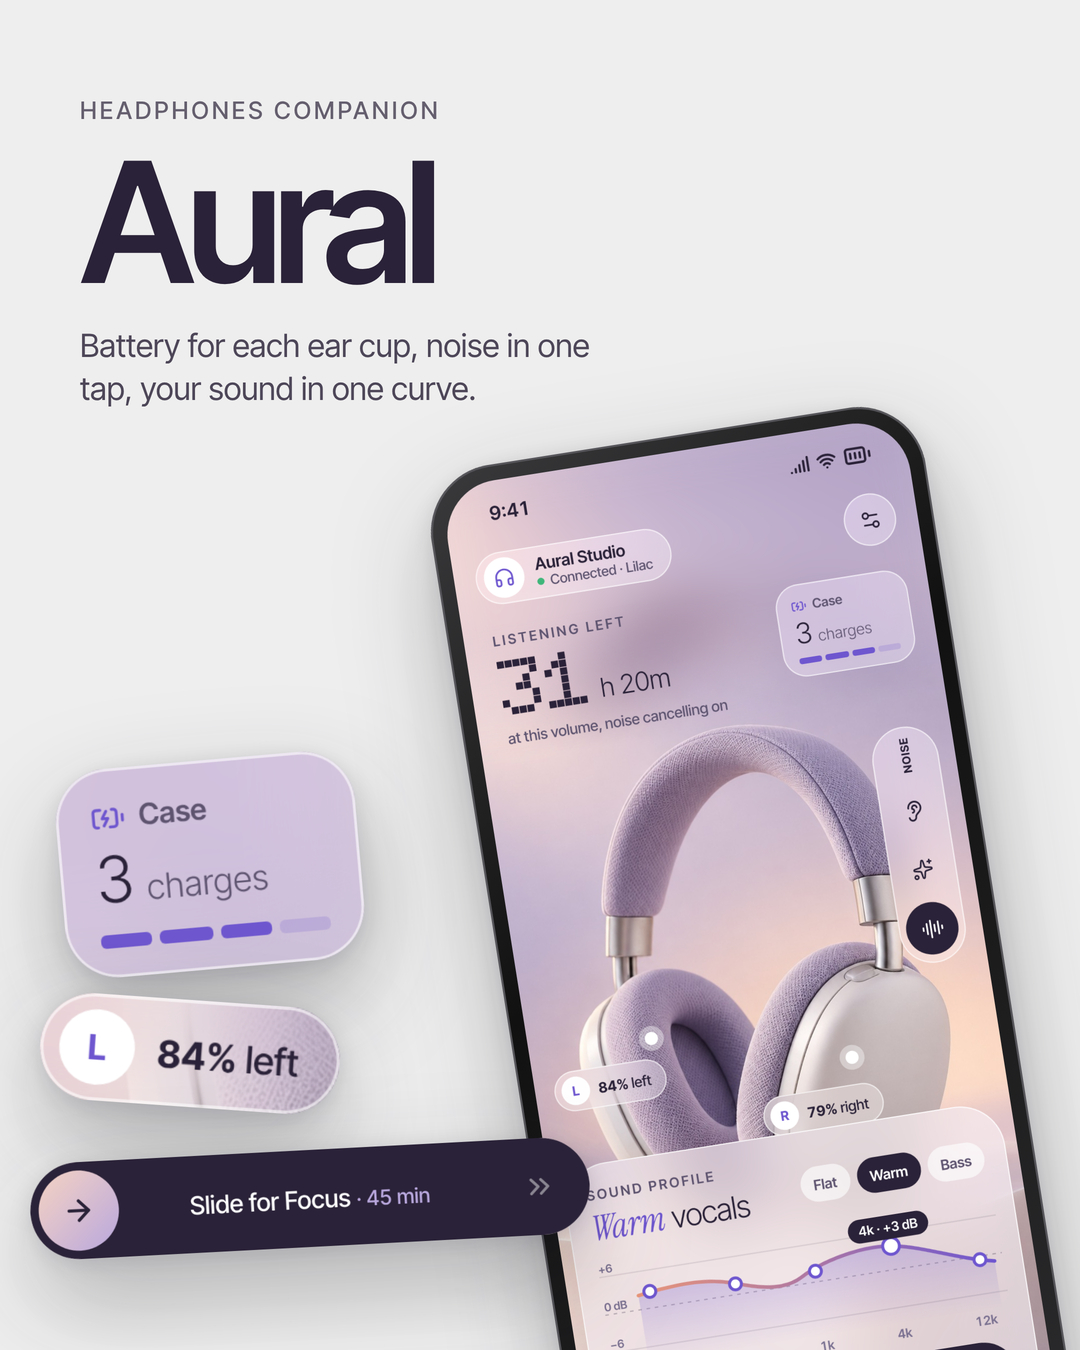 HEADPHONES COMPANION
Aural
Battery for each ear cup, noise in one
tap, your sound in one curve.
9:41
Aural Studio
Connected · Lilac
Case
3 charges
LISTENING LEFT
31 h 20m
at this volume, noise cancelling on
NOISE
L 84% left
R 79% right
Case
3 charges
L 84% left
Slide for Focus · 45 min
SOUND PROFILE
Warm vocals
Flat
Warm
Bass
4k · +3 dB
+6
0 dB
−6
1k
4k
12k